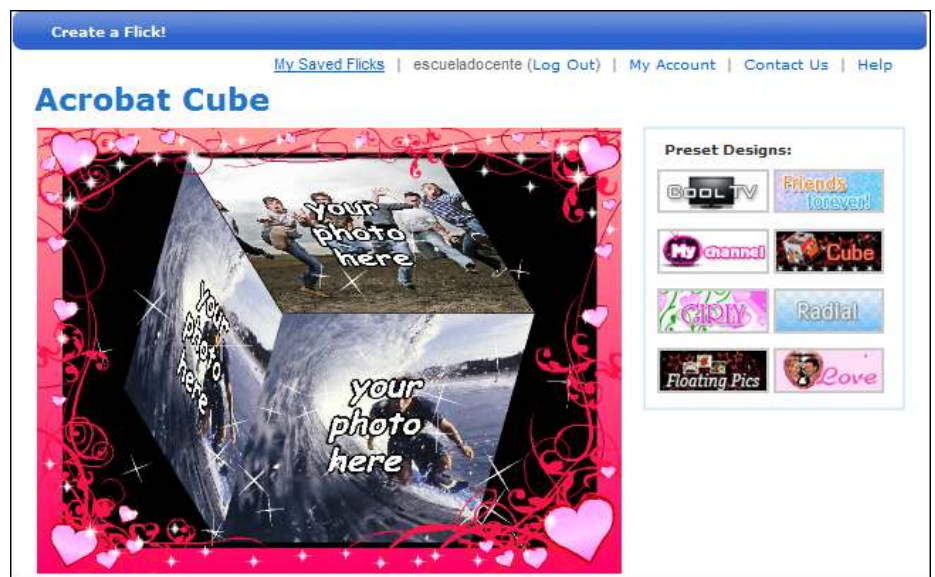 Create a Flick!
My Saved Flicks | escueladocente (Log Out) | My Account | Contact Us | Help
Acrobat Cube
your
photo
here
your
photo
here
your
photo
here
Preset Designs:
COOL TV
Friends
forever!
My channel
Cube
GIRLY
Radial
Floating Pics
Love